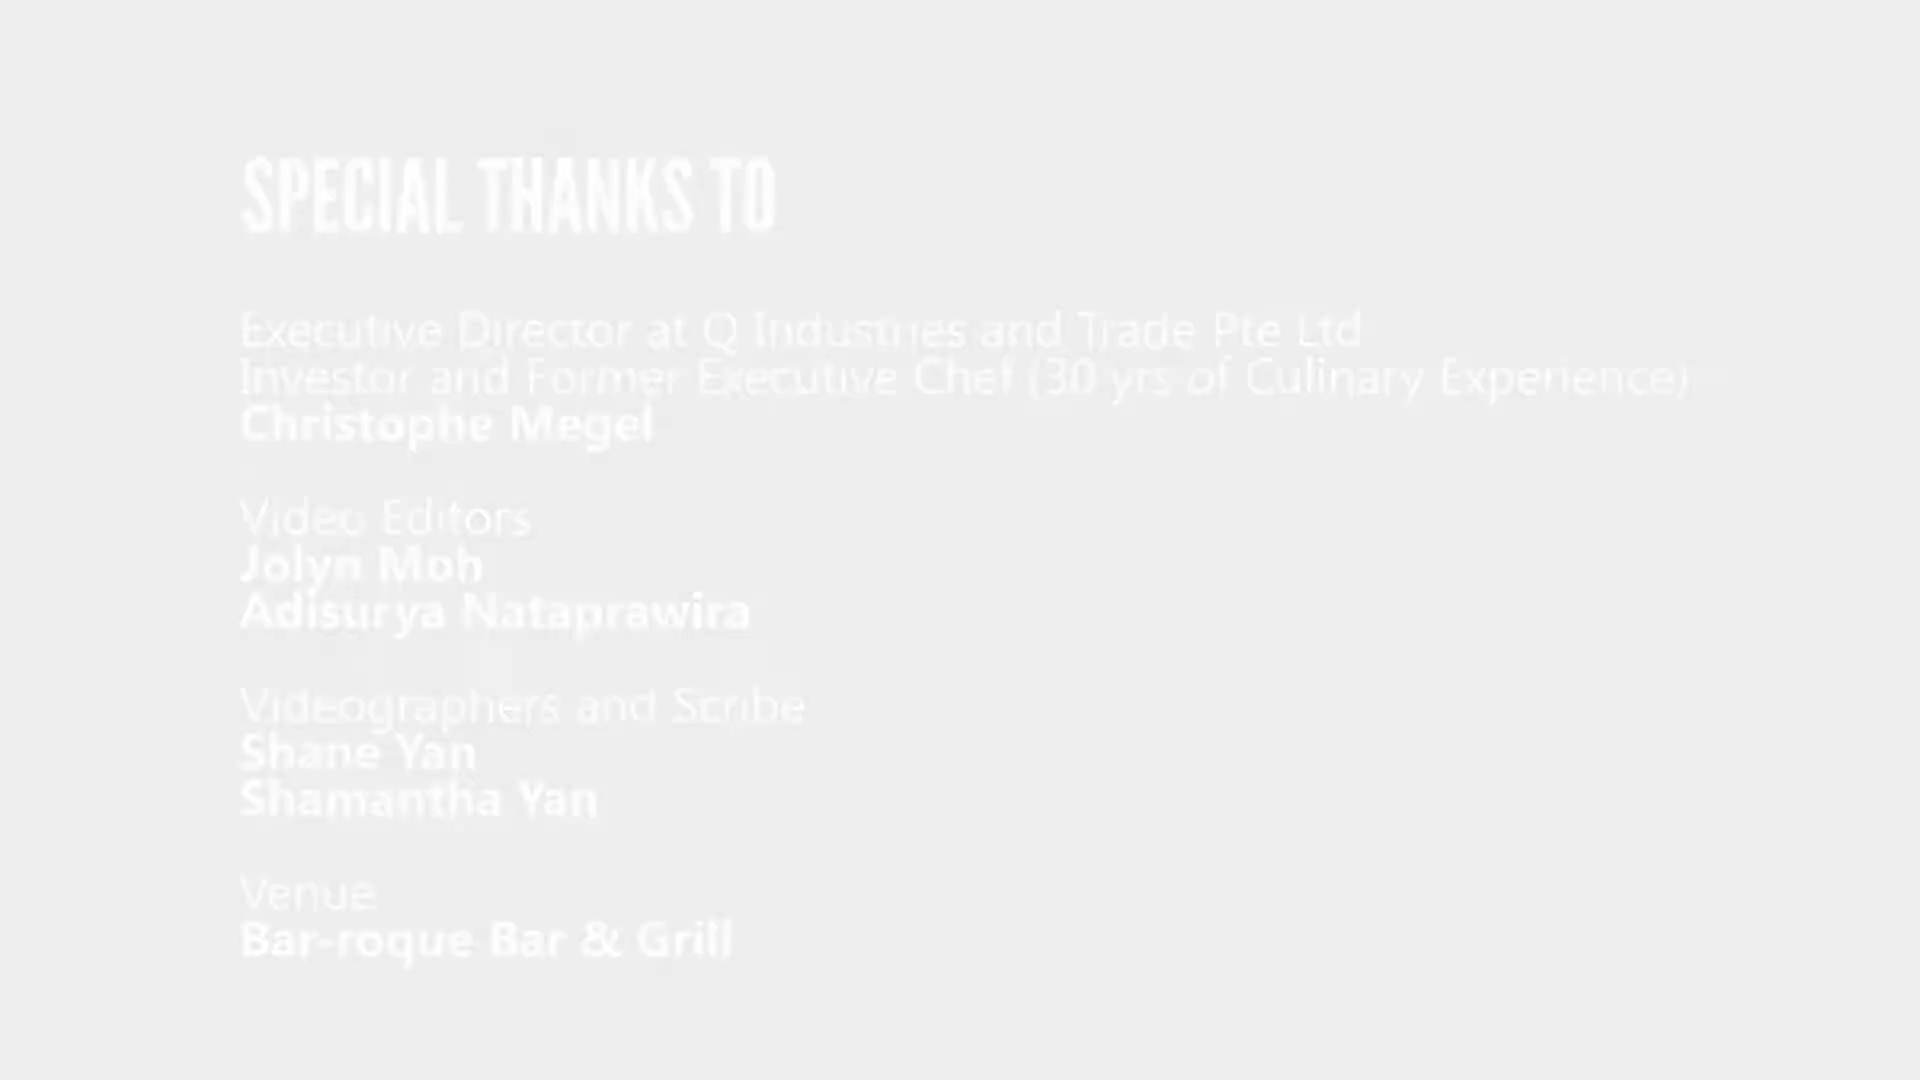 SPECIAL THANKS TO
Executive Director at Q Industries and Trade Pte Ltd
Investor and Former Executive Chef (30 yrs of Culinary Experience)
Christophe Megel
Video Editors
Jolyn Moh
Adisurya Nataprawira
Videographers and Scribe
Shane Yan
Shamantha Yan
Venue
Bar-roque Bar & Grill